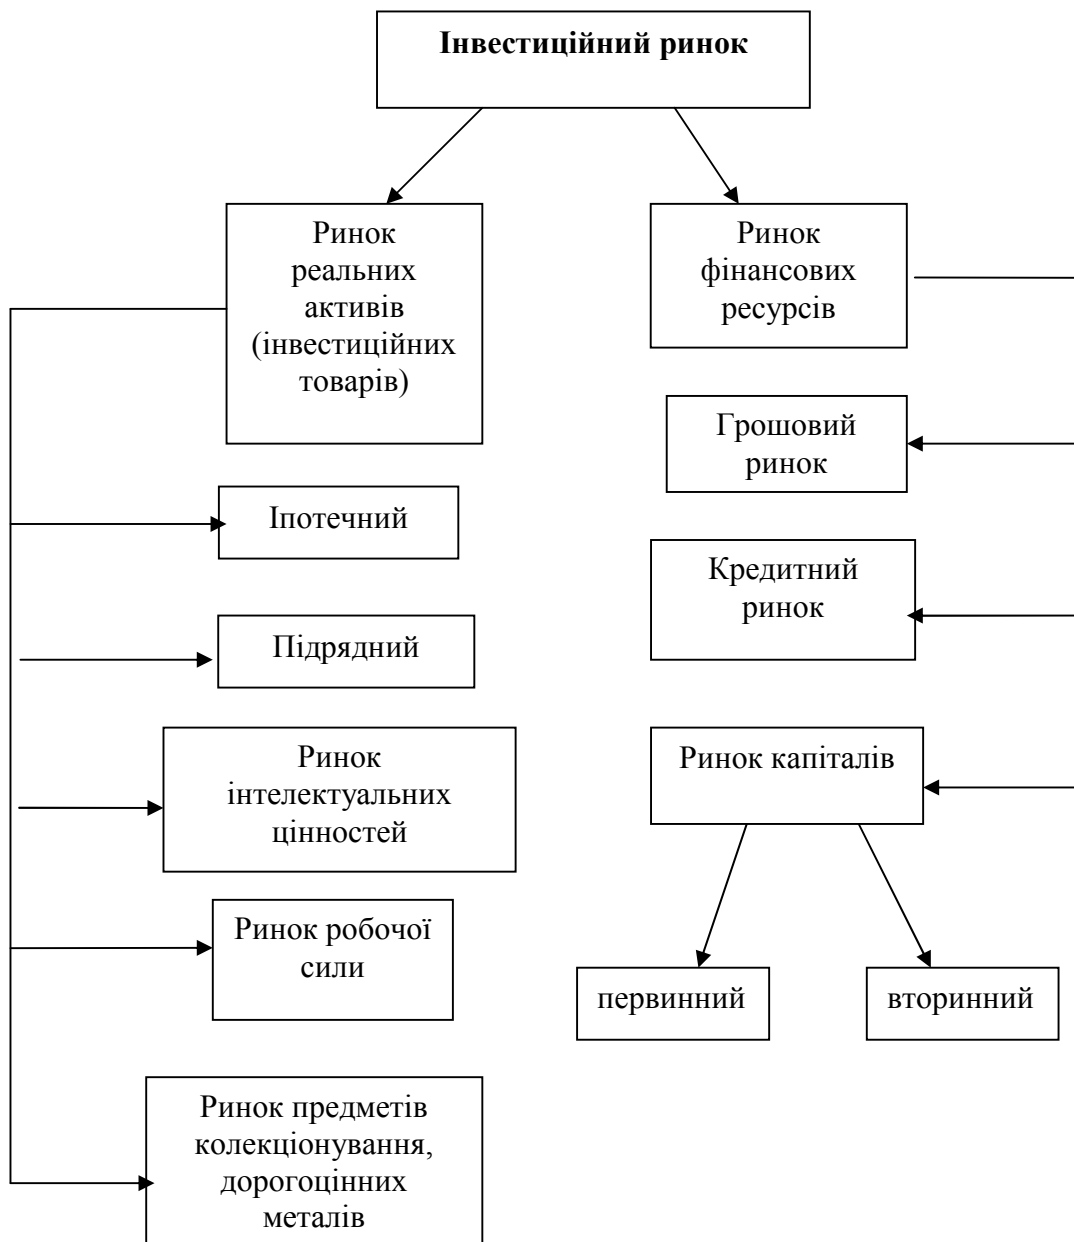 Інвестиційний ринок
Ринок
реальних
активів
(інвестиційних
товарів)
Ринок
фінансових
ресурсів
Грошовий
ринок
Іпотечний
Кредитний
ринок
Підрядний
Ринок
інтелектуальних
цінностей
Ринок капіталів
Ринок робочої
сили
первинний
вторинний
Ринок предметів
колекціонування,
дорогоцінних
металів